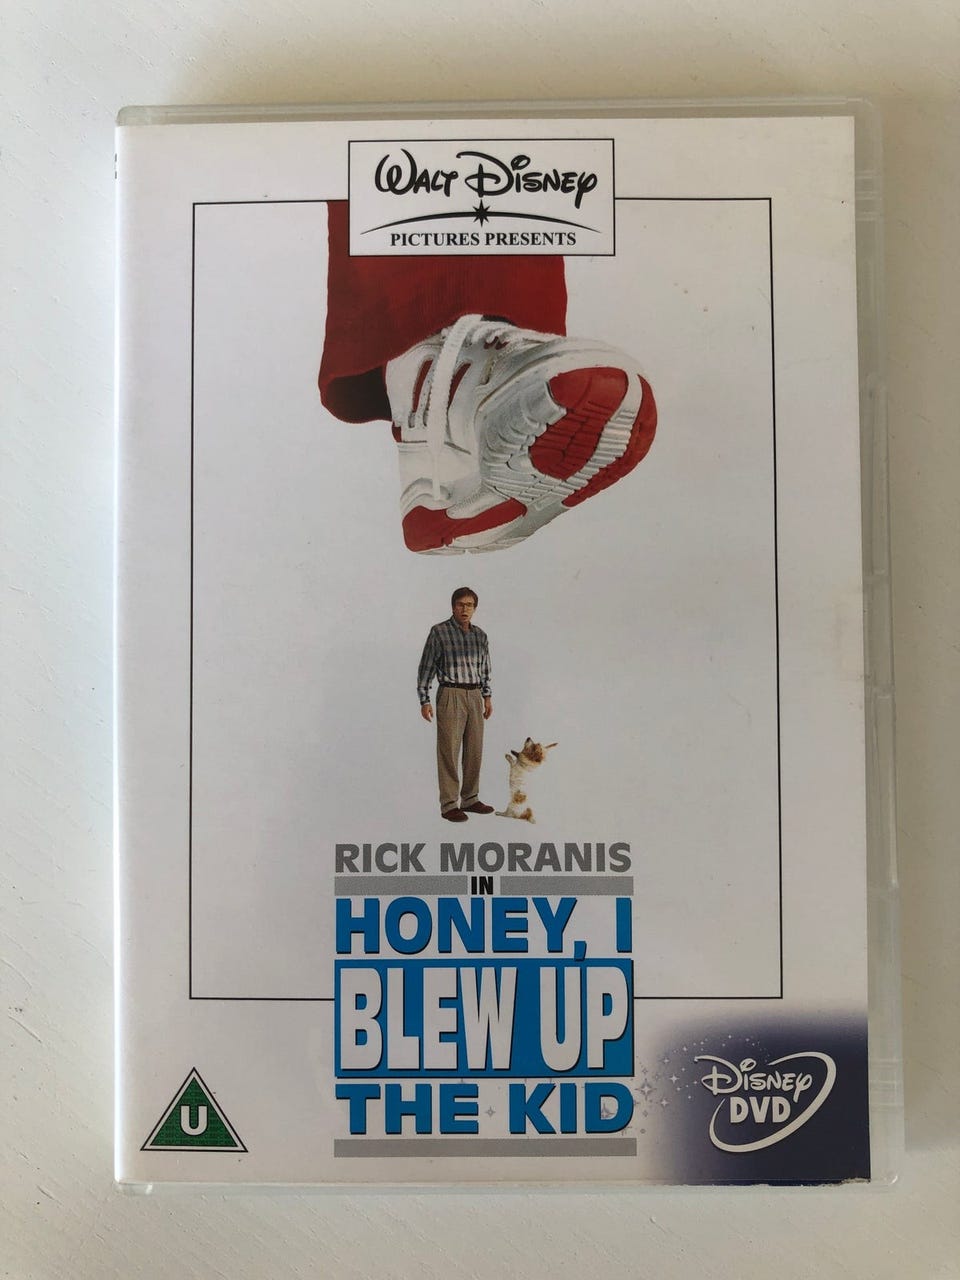 WALT DISNEY
PICTURES PRESENTS
RICK MORANIS
IN
HONEY, I
BLEW UP
THE KID
U
DISNEY
DVD